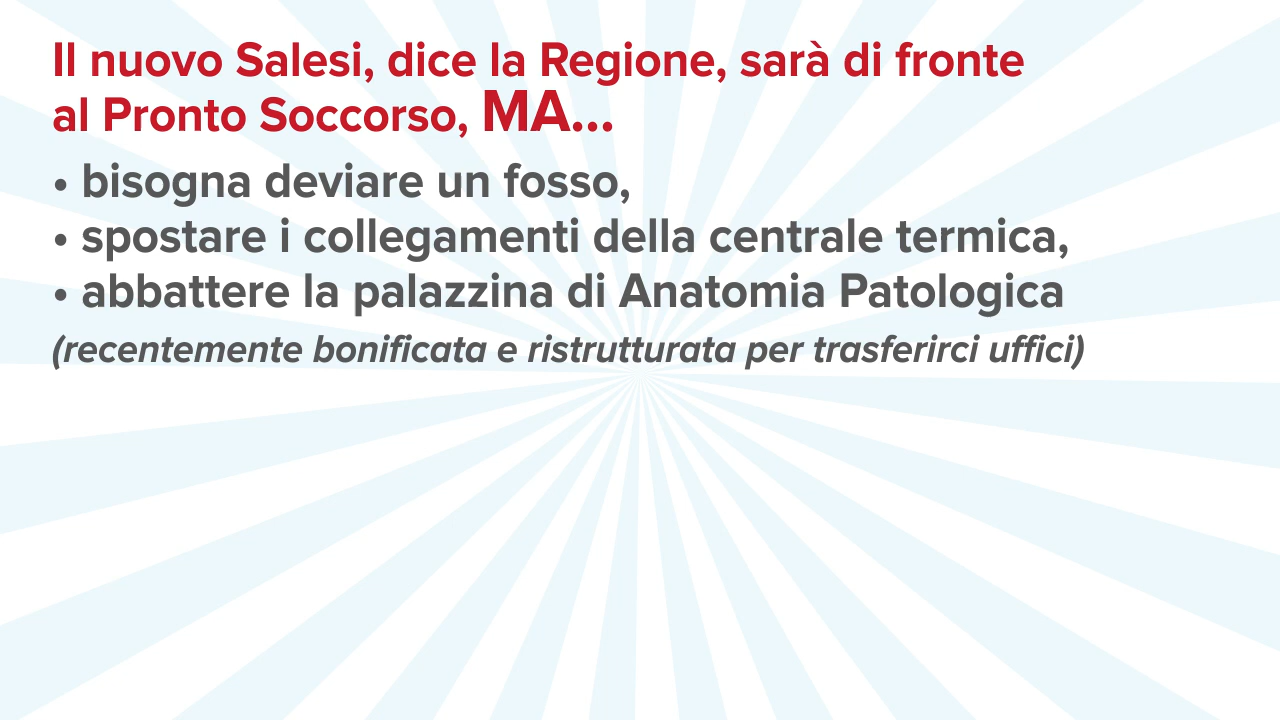 Il nuovo Salesi, dice la Regione, sarà di fronte
al Pronto Soccorso, MA...
• bisogna deviare un fosso,
• spostare i collegamenti della centrale termica,
• abbattere la palazzina di Anatomia Patologica
(recentemente bonificata e ristrutturata per trasferirci uffici)